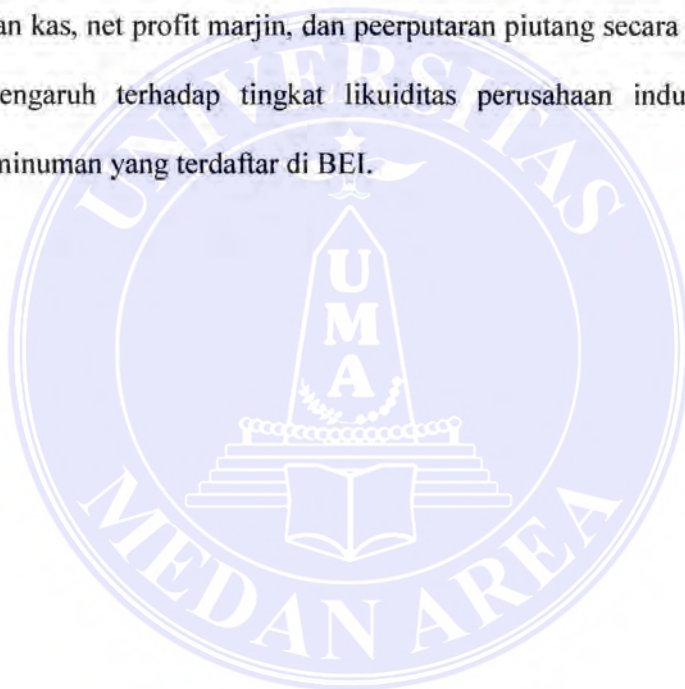 an kas, net profit marjin, dan peerputaran piutang secara
engaruh terhadap tingkat likuiditas perusahaan indu
minuman yang terdaftar di BEI.
UNIVERSITAS
U
M
A
MEDAN AREA